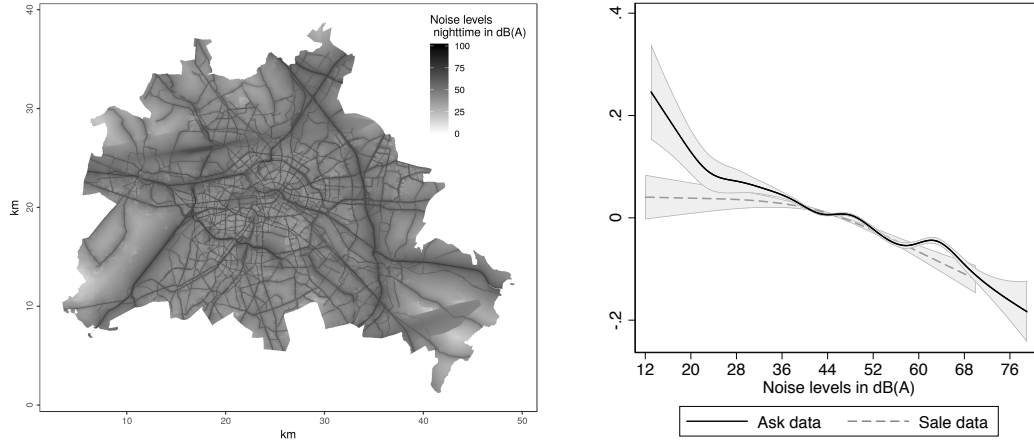 Noise levels
nighttime in dB(A)
100
75
50
25
0
40
30
20
10
0
km
10 20 30 40 50
km
.4
.2
0
-.2
12 20 28 36 44 52 60 68 76
Noise levels in dB(A)
Ask data Sale data